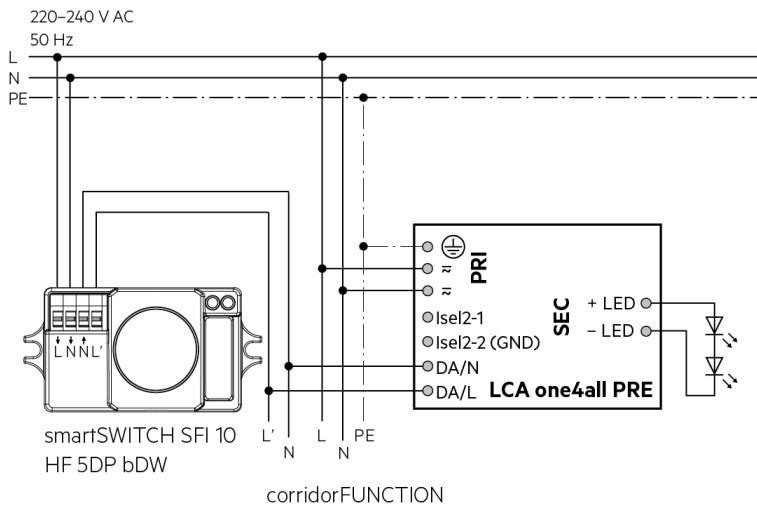 220–240 V AC
50 Hz
L
N
PE
PRI
Isel2-1
Isel2-2 (GND)
DA/N
DA/L
SEC
+ LED
– LED
LCA one4all PRE
L N N L'
smartSWITCH SFI 10
HF 5DP bDW
L' N L N PE
corridorFUNCTION